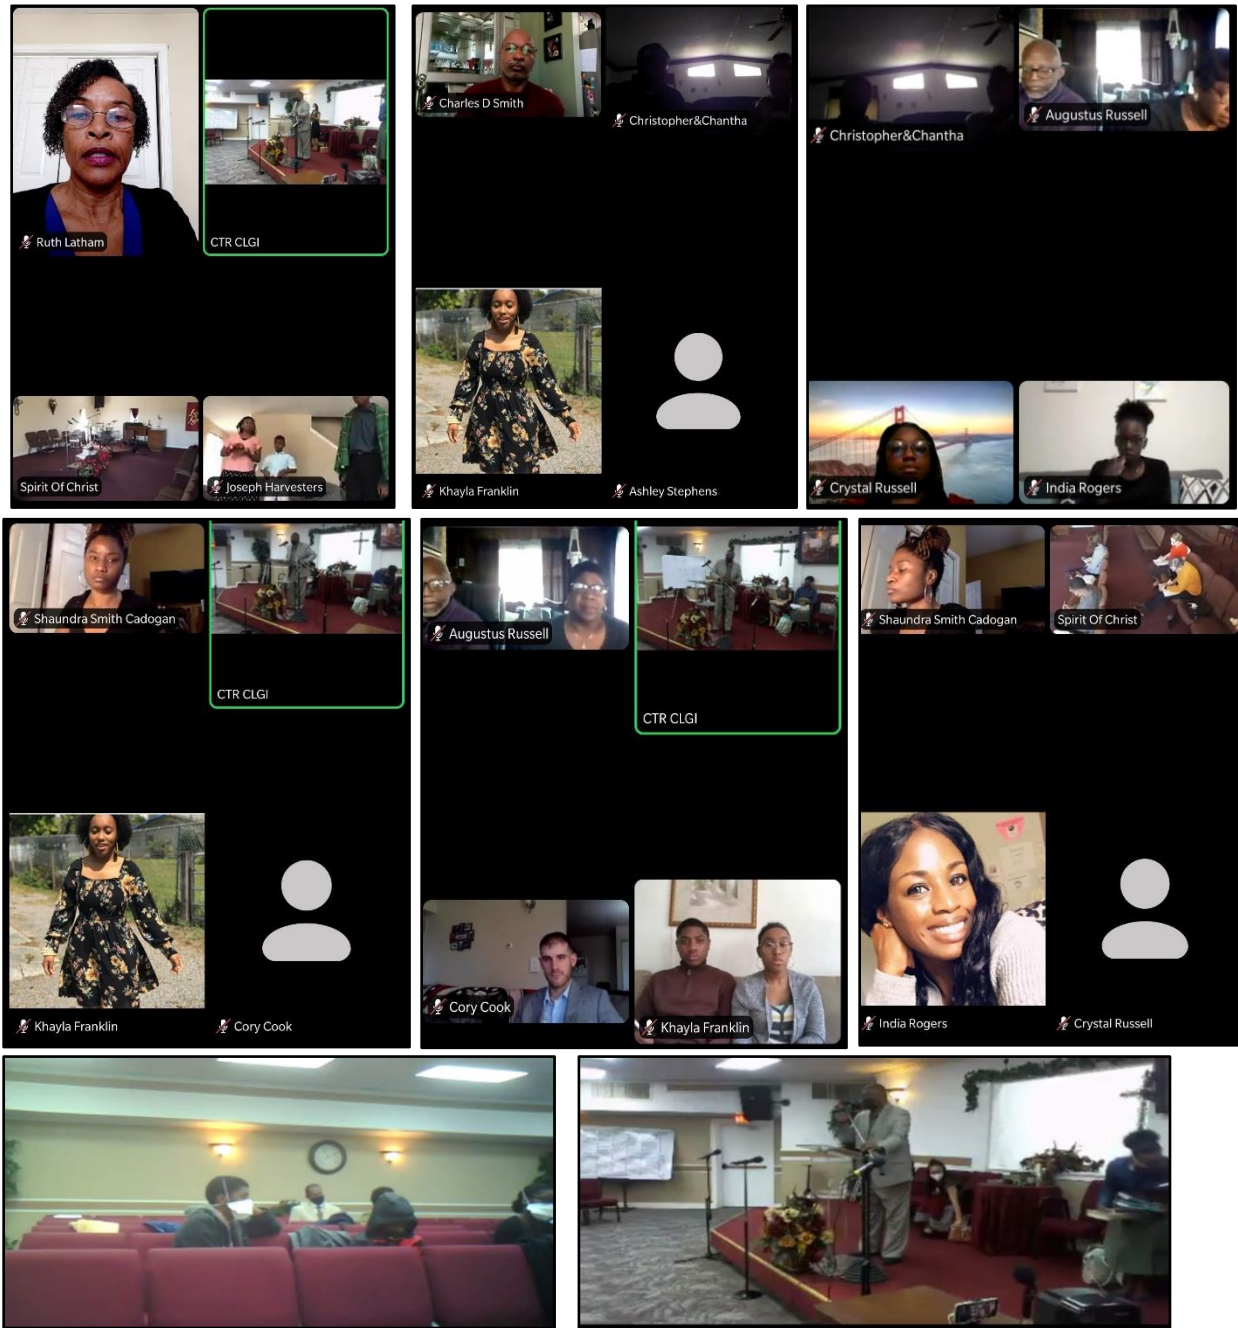 Ruth Latham
CTR CLGI
Spirit Of Christ
Joseph Harvesters
Charles D Smith
Christopher&Chantha
Khayla Franklin
Ashley Stephens
Christopher&Chantha
Augustus Russell
Crystal Russell
India Rogers
Shaundra Smith Cadogan
CTR CLGI
Khayla Franklin
Cory Cook
Augustus Russell
CTR CLGI
Cory Cook
Khayla Franklin
Shaundra Smith Cadogan
Spirit Of Christ
India Rogers
Crystal Russell